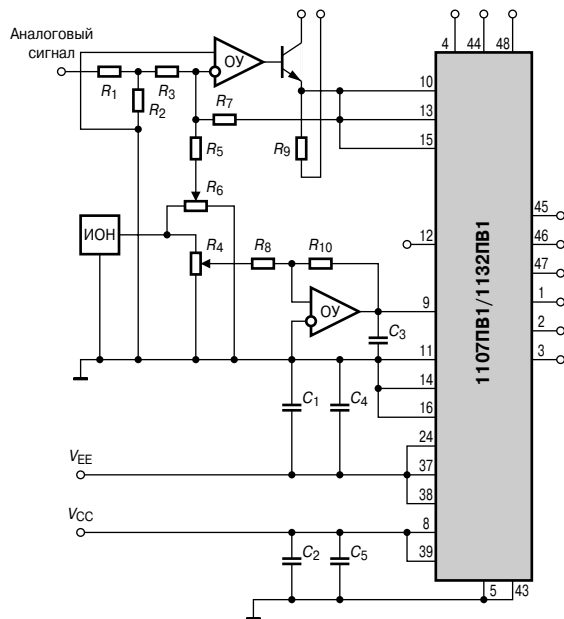 4 44 48
Аналоговый
сигнал
ОУ
10
R1 R3
R2
R7
13
15
R5
R9
R6
ИОН
R4
R8 R10
12
45
46
47
1
2
3
ОУ
9
C3
1107ПВ1/1132ПВ1
11
14
16
C1 C4
24
VEE
37
38
VCC
8
C2 C5
39
5 43